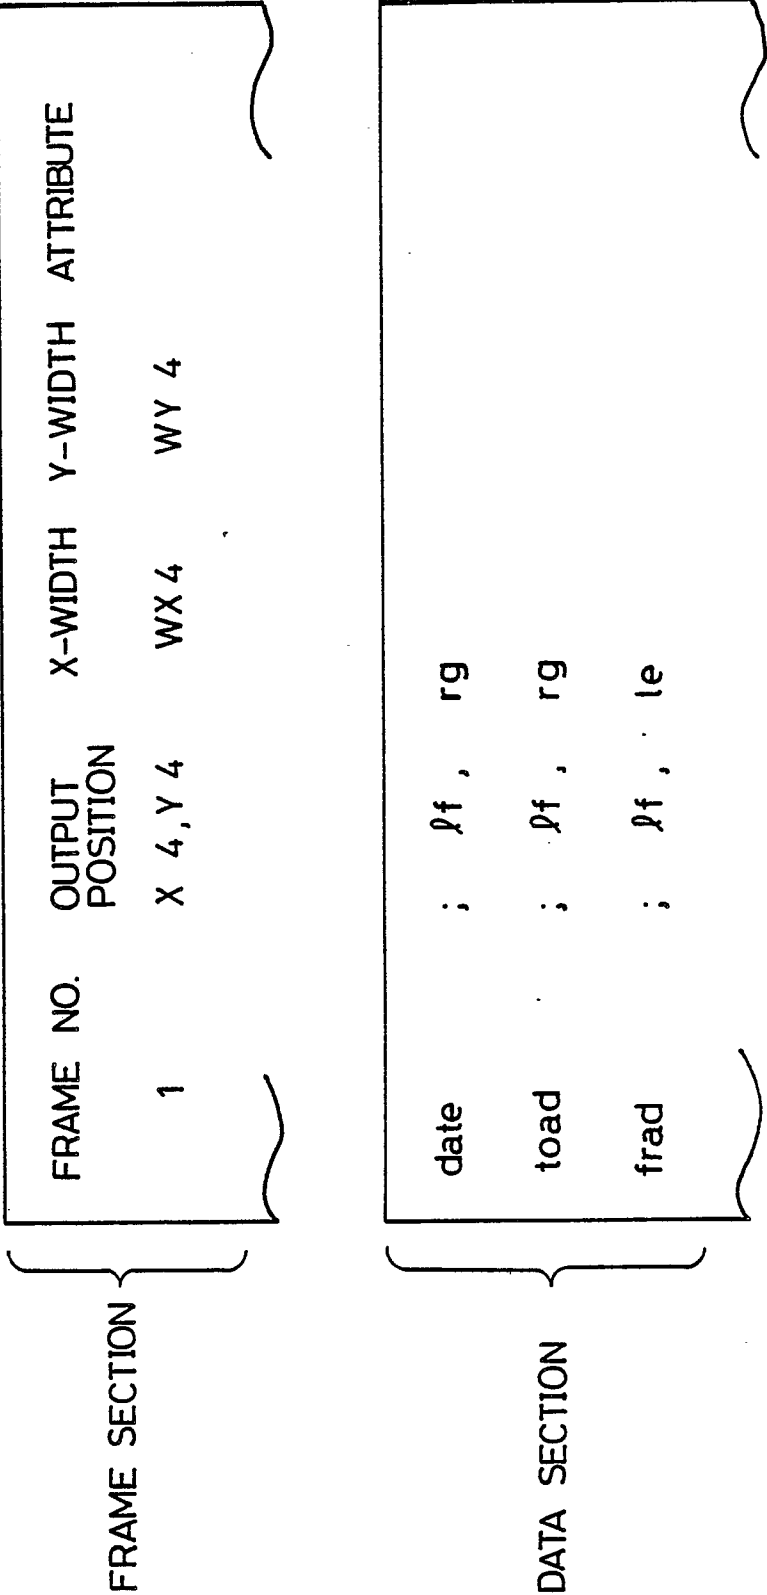 FRAME SECTION
FRAME NO. OUTPUT POSITION X-WIDTH Y-WIDTH ATTRIBUTE
1 X 4, Y 4 WX 4 WY 4
DATA SECTION
date ; ℓf , rg
toad ; ℓf , rg
frad ; ℓf , le